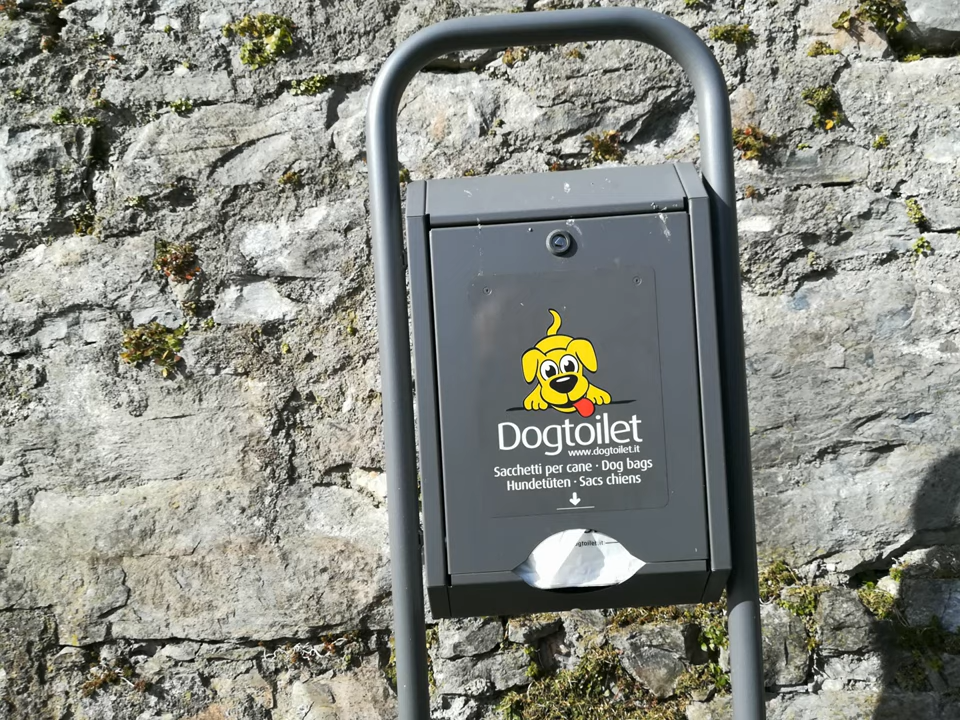 Dogtoilet
www.dogtoilet.it
Sacchetti per cane · Dog bags
Hundetüten · Sacs chiens